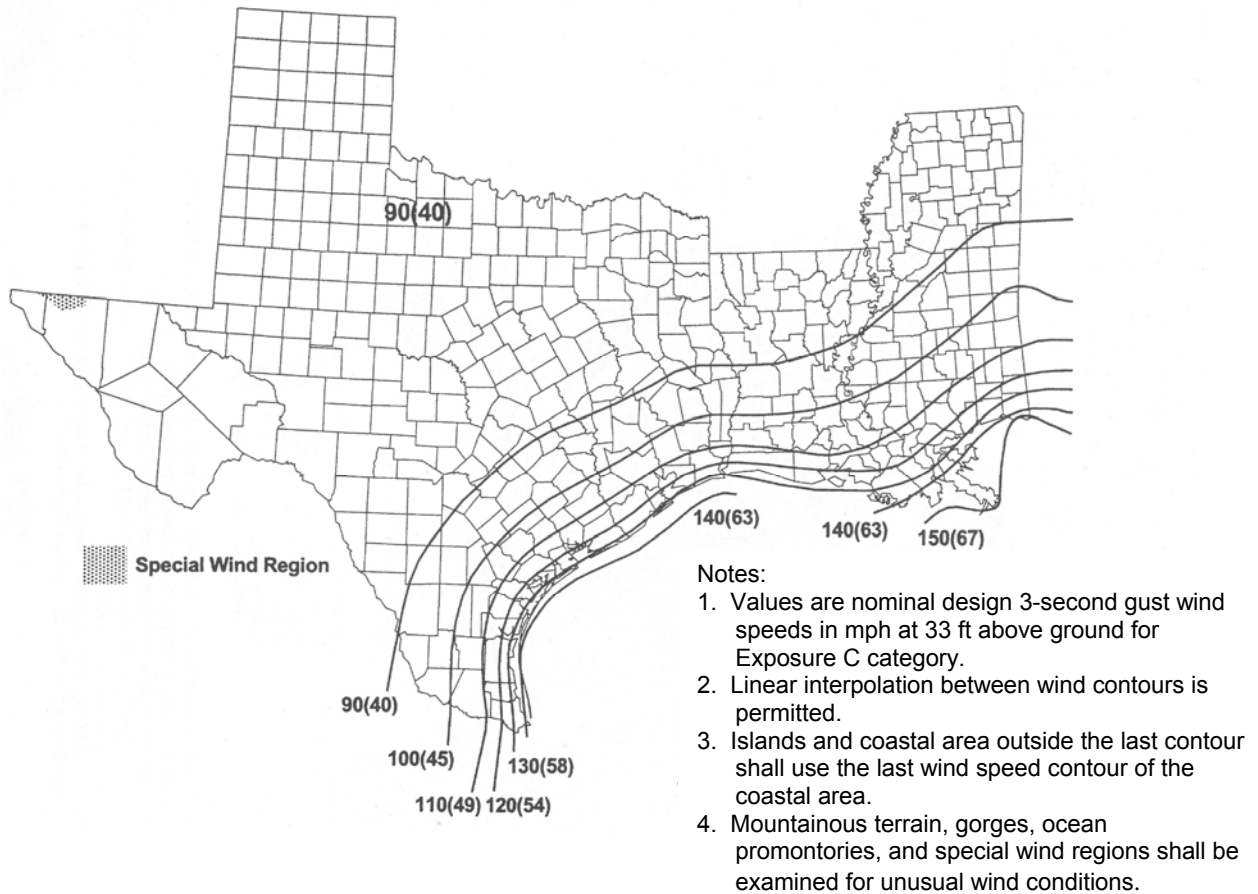 90(40)
140(63)
140(63)
150(67)
Special Wind Region
90(40)
100(45)
130(58)
110(49) 120(54)
Notes:
1. Values are nominal design 3-second gust wind
speeds in mph at 33 ft above ground for
Exposure C category.
2. Linear interpolation between wind contours is
permitted.
3. Islands and coastal area outside the last contour
shall use the last wind speed contour of the
coastal area.
4. Mountainous terrain, gorges, ocean
promontories, and special wind regions shall be
examined for unusual wind conditions.